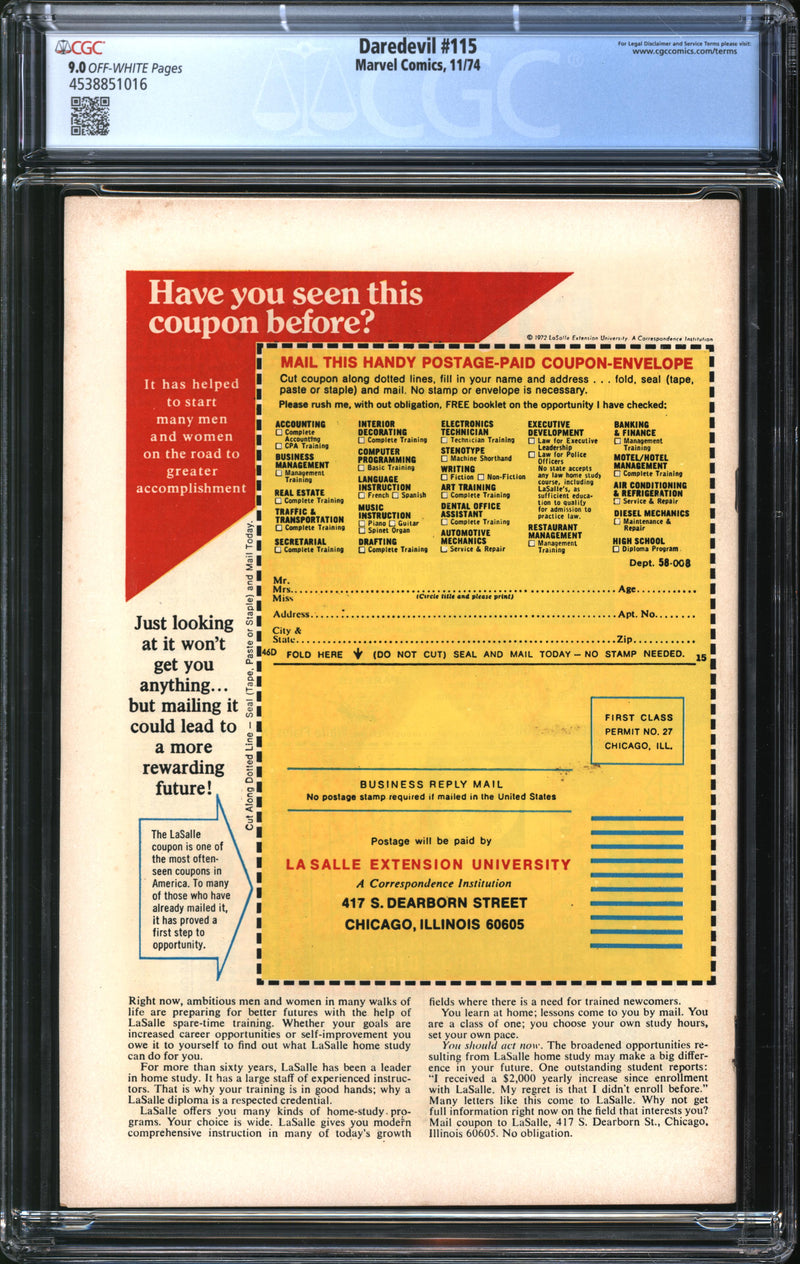 CGC
9.0 OFF-WHITE Pages
4538851016
Daredevil #115
Marvel Comics, 11/74
For Legal Disclaimer and Service Terms please visit:
www.cgccomics.com/terms
CGC
Have you seen this
coupon before?
© 1972 LaSalle Extension University A Correspondence Institution
It has helped
to start
many men
and women
on the road to
greater
accomplishment
MAIL THIS HANDY POSTAGE-PAID COUPON-ENVELOPE
Cut coupon along dotted lines, fill in your name and address . . . fold, seal (tape,
paste or staple) and mail. No stamp or envelope is necessary.
Please rush me, with out obligation, FREE booklet on the opportunity I have checked:
ACCOUNTING
☐ Complete
Accounting
☐ CPA Training
BUSINESS
MANAGEMENT
☐ Management
Training
REAL ESTATE
☐ Complete Training
TRAFFIC &
TRANSPORTATION
☐ Complete Training
SECRETARIAL
☐ Complete Training
INTERIOR
DECORATING
☐ Complete Training
COMPUTER
PROGRAMMING
☐ Basic Training
LANGUAGE
INSTRUCTION
☐ French ☐ Spanish
MUSIC
INSTRUCTION
☐ Piano ☐ Guitar
☐ Spinet Organ
DRAFTING
☐ Complete Training
ELECTRONICS
TECHNICIAN
☐ Technician Training
STENOTYPE
☐ Machine Shorthand
WRITING
☐ Fiction ☐ Non-Fiction
ART TRAINING
☐ Complete Training
DENTAL OFFICE
ASSISTANT
☐ Complete Training
AUTOMOTIVE
MECHANICS
☐ Service & Repair
EXECUTIVE
DEVELOPMENT
☐ Law for Executive
Leadership
☐ Law for Police
Officers
No state accepts
any law home study
course, including
LaSalle's, as
sufficient educa-
tion to qualify
for admission to
practice law.
RESTAURANT
MANAGEMENT
☐ Management
Training
BANKING
& FINANCE
☐ Management
Training
MOTEL/HOTEL
MANAGEMENT
☐ Complete Training
AIR CONDITIONING
& REFRIGERATION
☐ Service & Repair
DIESEL MECHANICS
☐ Maintenance &
Repair
HIGH SCHOOL
☐ Diploma Program
Dept. 58-008
Mr.
Mrs. Age
Miss (Circle title and please print)
Address Apt. No.
City &
State Zip
46D FOLD HERE ↓ (DO NOT CUT) SEAL AND MAIL TODAY – NO STAMP NEEDED. 15
Cut Along Dotted Line – Seal (Tape, Paste or Staple) and Mail Today.
Just looking
at it won't
get you
anything...
but mailing it
could lead to
a more
rewarding
future!
FIRST CLASS
PERMIT NO. 27
CHICAGO, ILL.
BUSINESS REPLY MAIL
No postage stamp required if mailed in the United States
Postage will be paid by
LA SALLE EXTENSION UNIVERSITY
A Correspondence Institution
417 S. DEARBORN STREET
CHICAGO, ILLINOIS 60605
The LaSalle
coupon is one of
the most often-
seen coupons in
America. To many
of those who have
already mailed it,
it has proved a
first step to
opportunity.
Right now, ambitious men and women in many walks of
life are preparing for better futures with the help of
LaSalle spare-time training. Whether your goals are
increased career opportunities or self-improvement you
owe it to yourself to find out what LaSalle home study
can do for you.
For more than sixty years, LaSalle has been a leader
in home study. It has a large staff of experienced instruc-
tors. That is why your training is in good hands; why a
LaSalle diploma is a respected credential.
LaSalle offers you many kinds of home-study pro-
grams. Your choice is wide. LaSalle gives you modern
comprehensive instruction in many of today's growth
fields where there is a need for trained newcomers.
You learn at home; lessons come to you by mail. You
are a class of one; you choose your own study hours,
set your own pace.
You should act now. The broadened opportunities re-
sulting from LaSalle home study may make a big differ-
ence in your future. One outstanding student reports:
"I received a $2,000 yearly increase since enrollment
with LaSalle. My regret is that I didn't enroll before."
Many letters like this come to LaSalle. Why not get
full information right now on the field that interests you?
Mail coupon to LaSalle, 417 S. Dearborn St., Chicago,
Illinois 60605. No obligation.